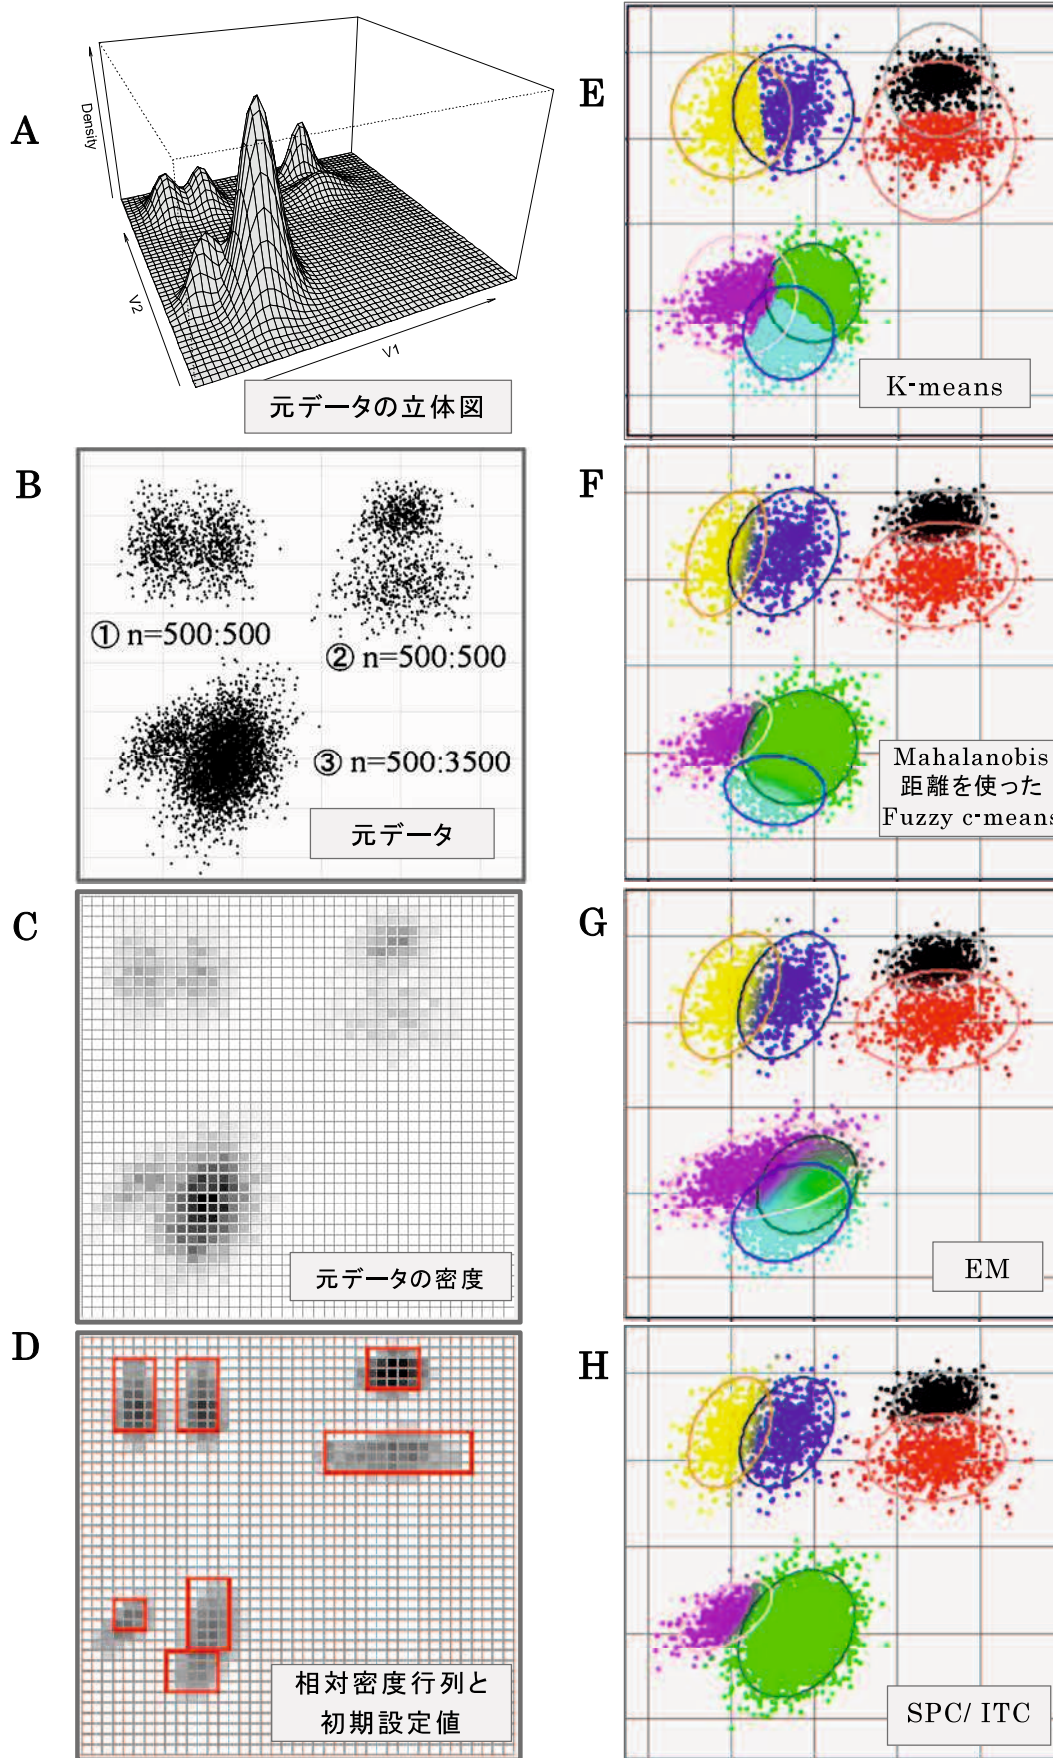 A
Density
V2
V1
元データの立体図
B
① n=500:500
② n=500:500
③ n=500:3500
元データ
C
元データの密度
D
相対密度行列と
初期設定値
E
K-means
F
Mahalanobis
距離を使った
Fuzzy c-means
G
EM
H
SPC/ ITC